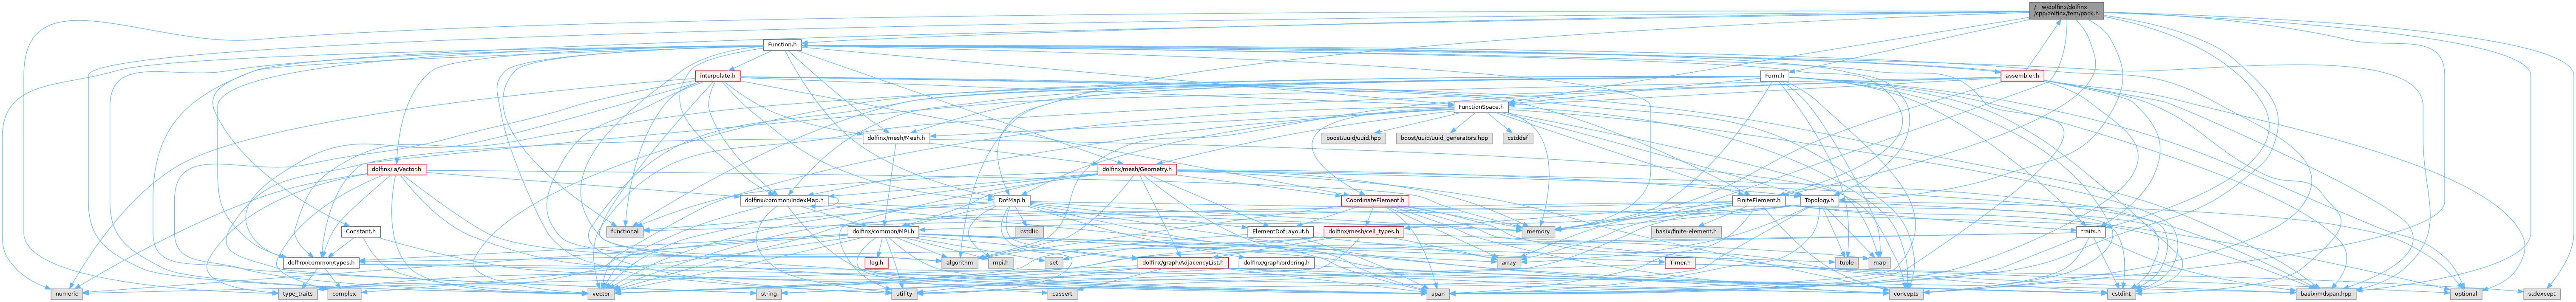 /__w/dolfinx/dolfinx
/cpp/dolfinx/fem/pack.h
Function.h
interpolate.h
Form.h
assembler.h
FunctionSpace.h
dolfinx/mesh/Mesh.h
boost/uuid/uuid.hpp
boost/uuid/uuid_generators.hpp
cstddef
dolfinx/la/Vector.h
dolfinx/mesh/Geometry.h
dolfinx/common/IndexMap.h
DofMap.h
CoordinateElement.h
FiniteElement.h
Topology.h
Constant.h
functional
dolfinx/common/MPI.h
cstdlib
ElementDofLayout.h
dolfinx/mesh/cell_types.h
memory
basix/finite-element.h
traits.h
dolfinx/common/types.h
log.h
algorithm
mpi.h
set
dolfinx/graph/AdjacencyList.h
dolfinx/graph/ordering.h
array
Timer.h
tuple
map
numeric
type_traits
complex
vector
string
utility
cassert
span
concepts
cstdint
basix/mdspan.hpp
optional
stdexcept